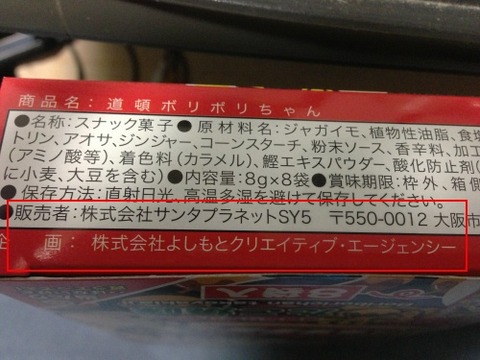 商品名：道頓ポリポリちゃん
●名称：スナック菓子●原材料名：ジャガイモ、植物性油脂、食塩
トリン、アオサ、ジンジャー、コーンスターチ、粉末ソース、香辛料、加工
(アミノ酸等)、着色料(カラメル)、鰹エキスパウダー、酸化防止剤(
に小麦、大豆を含む)●内容量：8g×8袋●賞味期限：枠外、箱側
●保存方法：直射日光、高温多湿を避けて保存してください。
●販売者：株式会社サンタプラネットSY5 〒550-0012 大阪市
企 画：株式会社よしもとクリエイティブ・エージェンシー